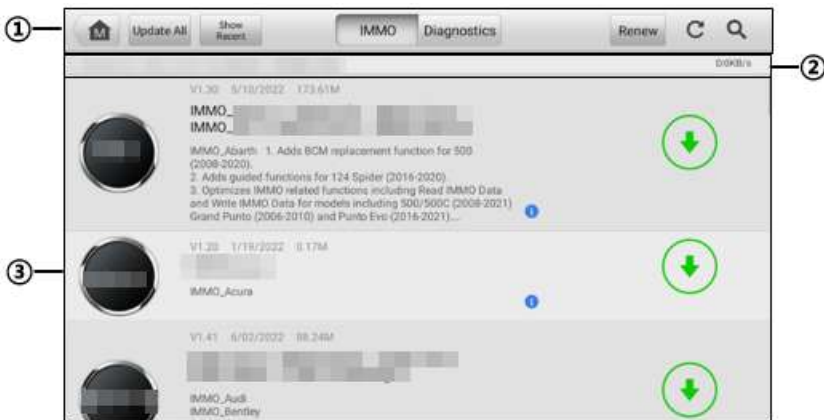 ①
Update All
Show
Recent
IMMO
Diagnostics
Renew
0.0KB/s
②
V1.30 5/10/2022 173.61M
IMMO_
IMMO_
IMMO_Abarth 1. Adds BCM replacement function for 500
(2008-2020).
2. Adds guided functions for 124 Spider (2016-2020).
3. Optimizes IMMO related functions including Read IMMO Data
and Write IMMO Data for models including 500/500C (2008-2021)
Grand Punto (2006-2010) and Punto Evo (2016-2021)....
③
V1.20 1/19/2022 0.17M
IMMO_Acura
V1.41 6/02/2022 88.24M
IMMO_Audi
IMMO_Bentley